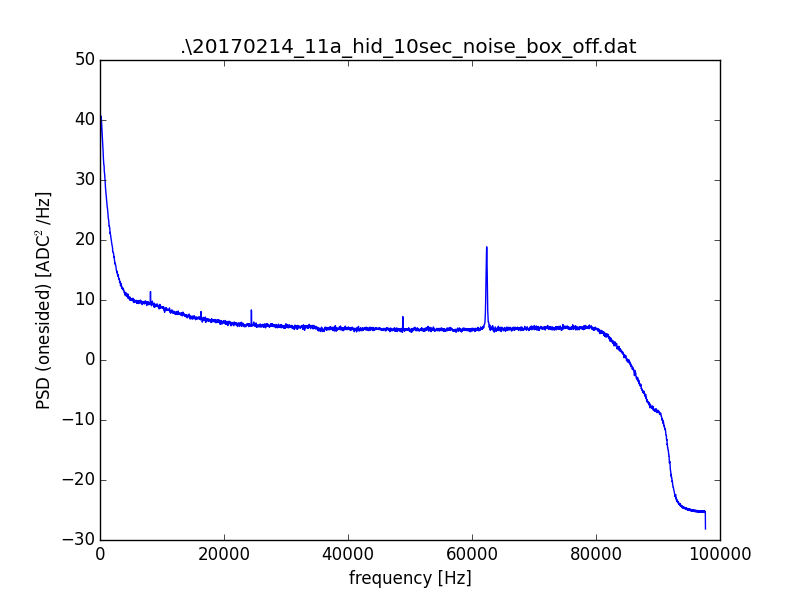 .\20170214_11a_hid_10sec_noise_box_off.dat
50
40
30
20
10
0
−10
−20
−30
PSD (onesided) [ADC² /Hz]
0 20000 40000 60000 80000 100000
frequency [Hz]